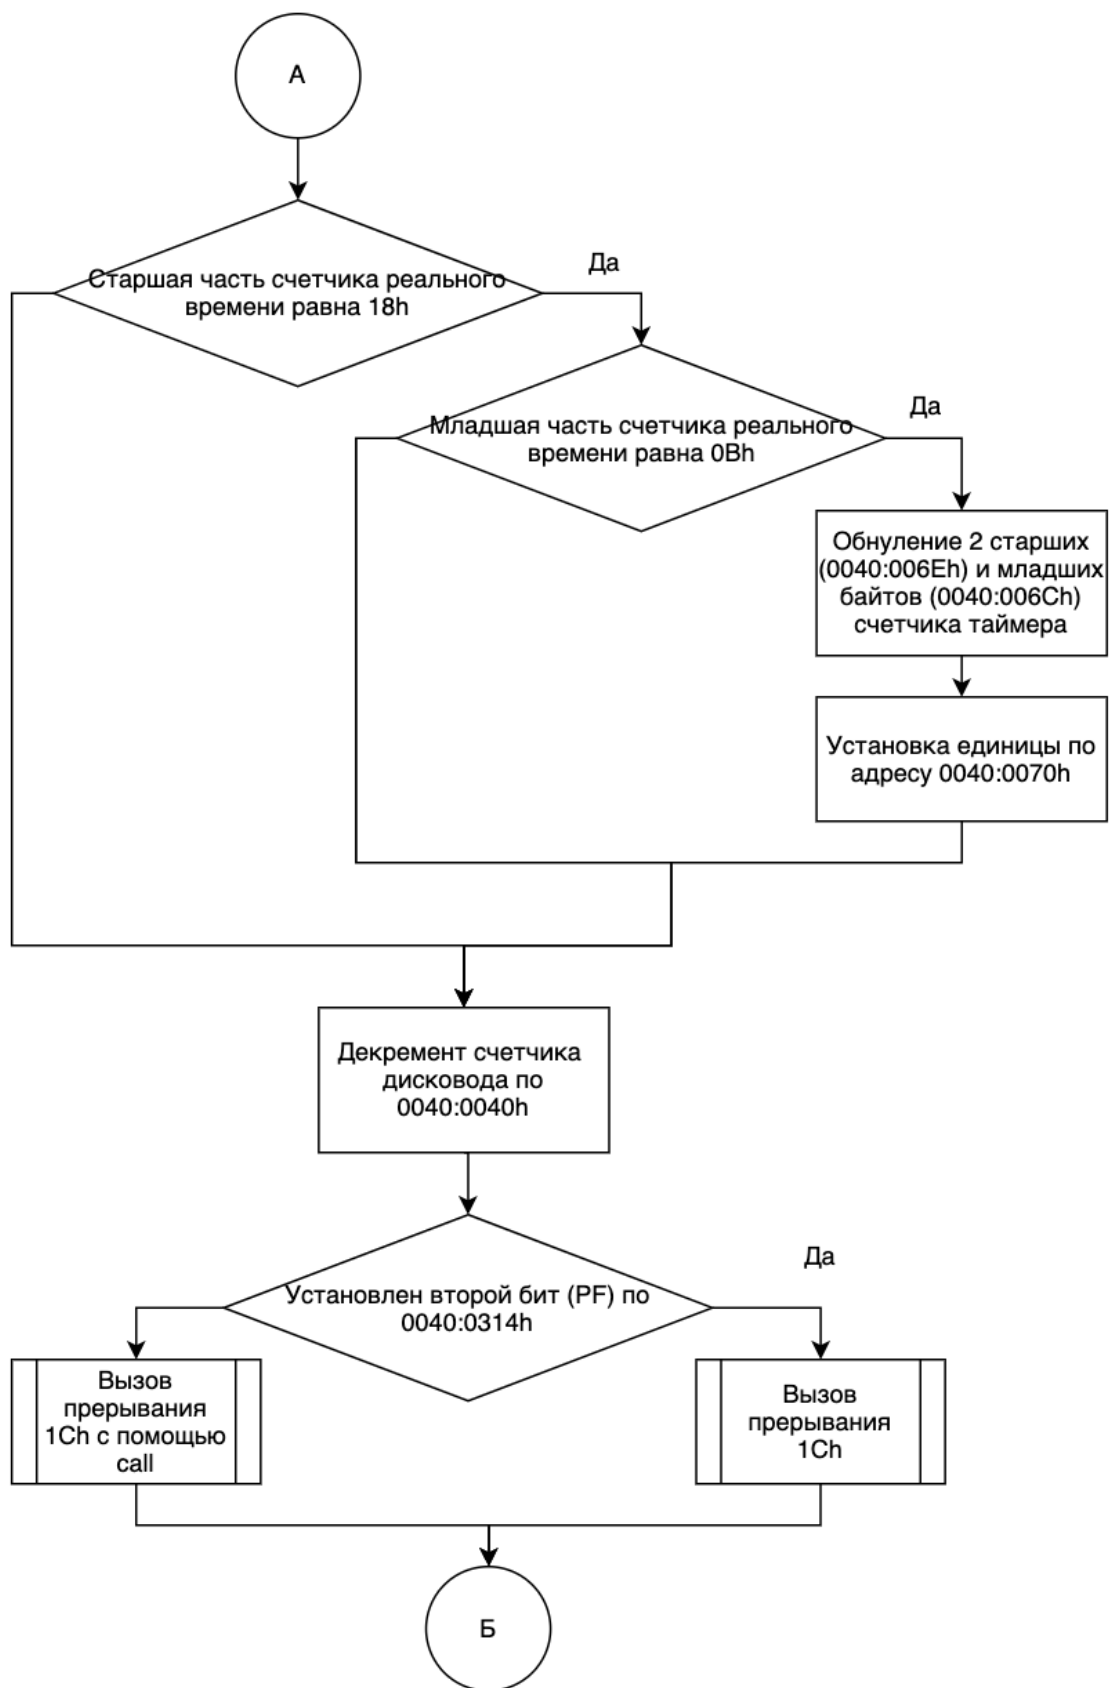 А
Старшая часть счетчика реального
времени равна 18h
Да
Младшая часть счетчика реального
времени равна 0Bh
Да
Обнуление 2 старших
(0040:006Eh) и младших
байтов (0040:006Ch)
счетчика таймера
Установка единицы по
адресу 0040:0070h
Декремент счетчика
дисковода по
0040:0040h
Установлен второй бит (PF) по
0040:0314h
Да
Вызов
прерывания
1Ch с помощью
call
Вызов
прерывания
1Ch
Б